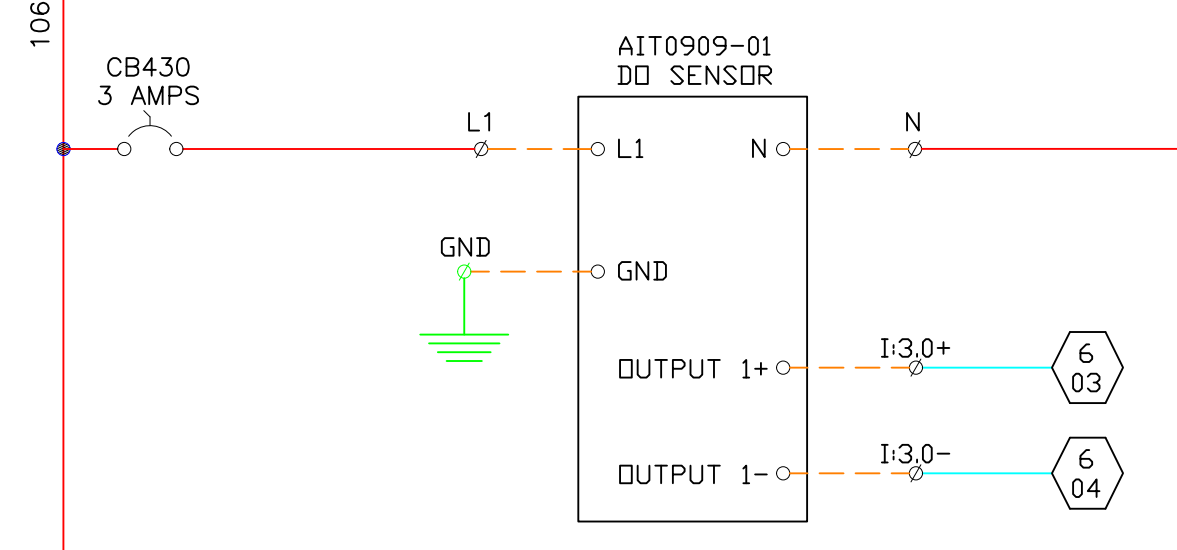 106
CB430
3 AMPS
AIT0909-01
DO SENSOR
L1
L1
N
N
GND
GND
OUTPUT 1+
I:3.0+
6
03
OUTPUT 1-
I:3.0-
6
04